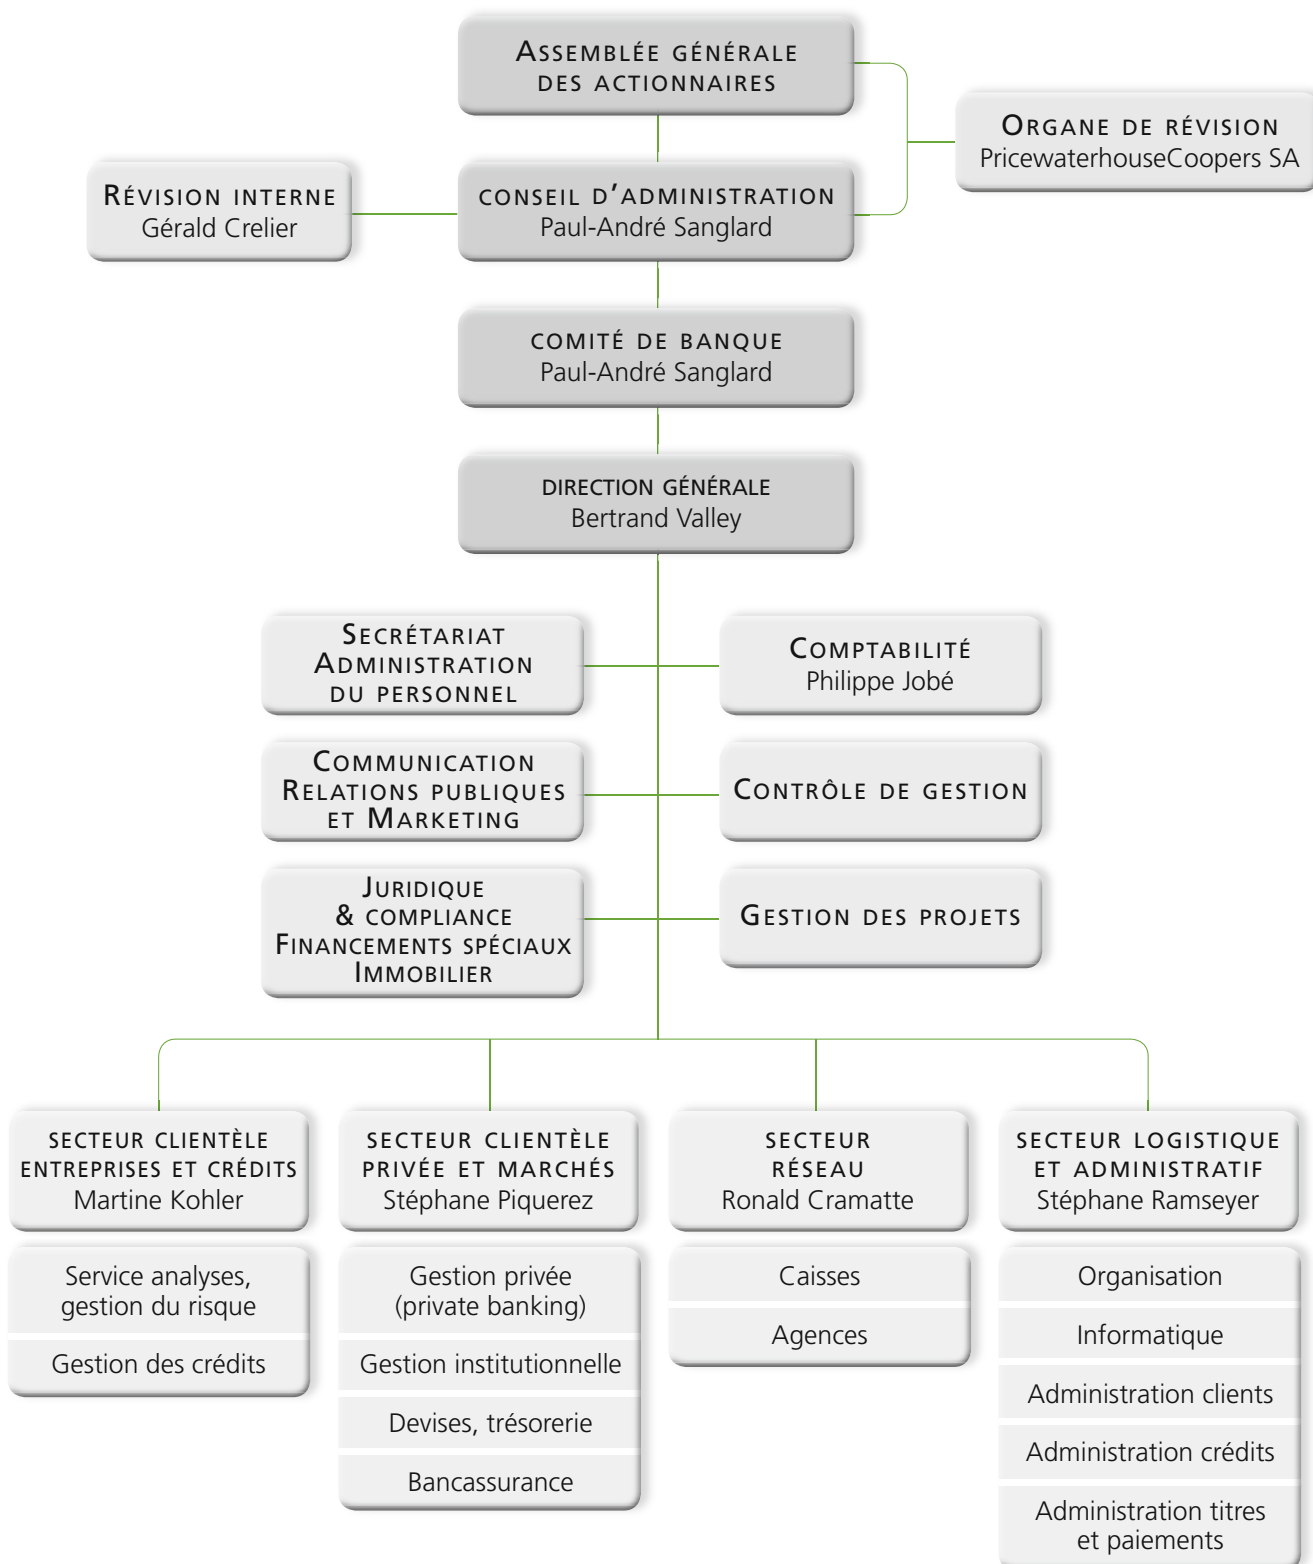 Assemblée générale
des actionnaires
Organe de révision
PricewaterhouseCoopers SA
Révision interne
Gérald Crelier
conseil d'administration
Paul-André Sanglard
comité de banque
Paul-André Sanglard
direction générale
Bertrand Valley
Secrétariat
Administration
du personnel
Comptabilité
Philippe Jobé
Communication
Relations publiques
et Marketing
Contrôle de gestion
Juridique
& compliance
Financements spéciaux
Immobilier
Gestion des projets
secteur clientèle
entreprises et crédits
Martine Kohler
Service analyses,
gestion du risque
Gestion des crédits
secteur clientèle
privée et marchés
Stéphane Piquerez
Gestion privée
(private banking)
Gestion institutionnelle
Devises, trésorerie
Bancassurance
secteur
réseau
Ronald Cramatte
Caisses
Agences
secteur logistique
et administratif
Stéphane Ramseyer
Organisation
Informatique
Administration clients
Administration crédits
Administration titres
et paiements